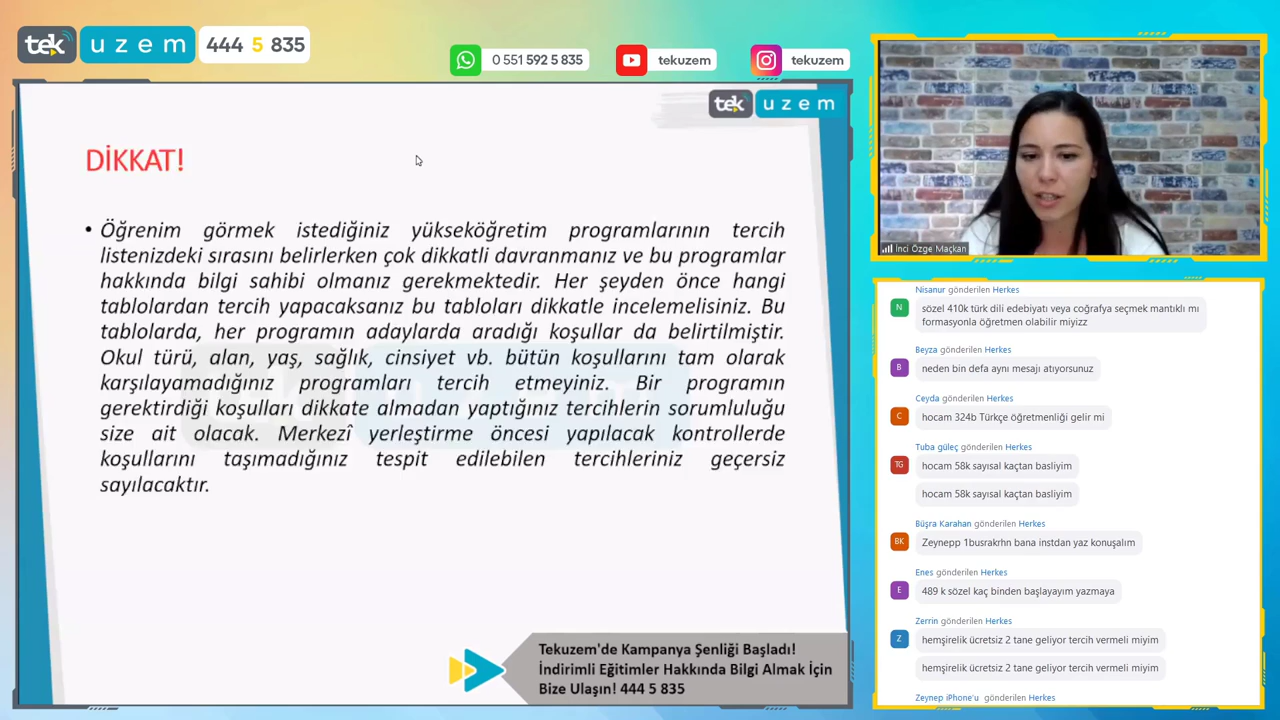 tek uzem 444 5 835
0 551 592 5 835
tekuzem
tekuzem
tek uzem
DİKKAT!
• Öğrenim görmek istediğiniz yükseköğretim programlarının tercih
listenizdeki sırasını belirlerken çok dikkatli davranmanız ve bu programlar
hakkında bilgi sahibi olmanız gerekmektedir. Her şeyden önce hangi
tablolardan tercih yapacaksanız bu tabloları dikkatle incelemelisiniz. Bu
tablolarda, her programın adaylarda aradığı koşullar da belirtilmiştir.
Okul türü, alan, yaş, sağlık, cinsiyet vb. bütün koşullarını tam olarak
karşılayamadığınız programları tercih etmeyiniz. Bir programın
gerektirdiği koşulları dikkate almadan yaptığınız tercihlerin sorumluluğu
size ait olacak. Merkezî yerleştirme öncesi yapılacak kontrollerde
koşullarını taşımadığınız tespit edilebilen tercihleriniz geçersiz
sayılacaktır.
Tekuzem'de Kampanya Şenliği Başladı!
İndirimli Eğitimler Hakkında Bilgi Almak İçin
Bize Ulaşın! 444 5 835
İnci Özge Maçkan
Nisanur gönderilen Herkes
N
sözel 410k türk dili edebiyatı veya coğrafya seçmek mantıklı mı
formasyonla öğretmen olabilir miyizz
Beyza gönderilen Herkes
B
neden bin defa aynı mesajı atıyorsunuz
Ceyda gönderilen Herkes
C
hocam 324b Türkçe öğretmenliği gelir mi
Tuba güleç gönderilen Herkes
TG
hocam 58k sayısal kaçtan basliyim
hocam 58k sayısal kaçtan basliyim
Büşra Karahan gönderilen Herkes
BK
Zeynepp 1busrakrhn bana instdan yaz konuşalım
Enes gönderilen Herkes
E
489 k sözel kaç binden başlayayım yazmaya
Zerrin gönderilen Herkes
Z
hemşirelik ücretsiz 2 tane geliyor tercih vermeli miyim
hemşirelik ücretsiz 2 tane geliyor tercih vermeli miyim
Zeynep iPhone'u gönderilen Herkes